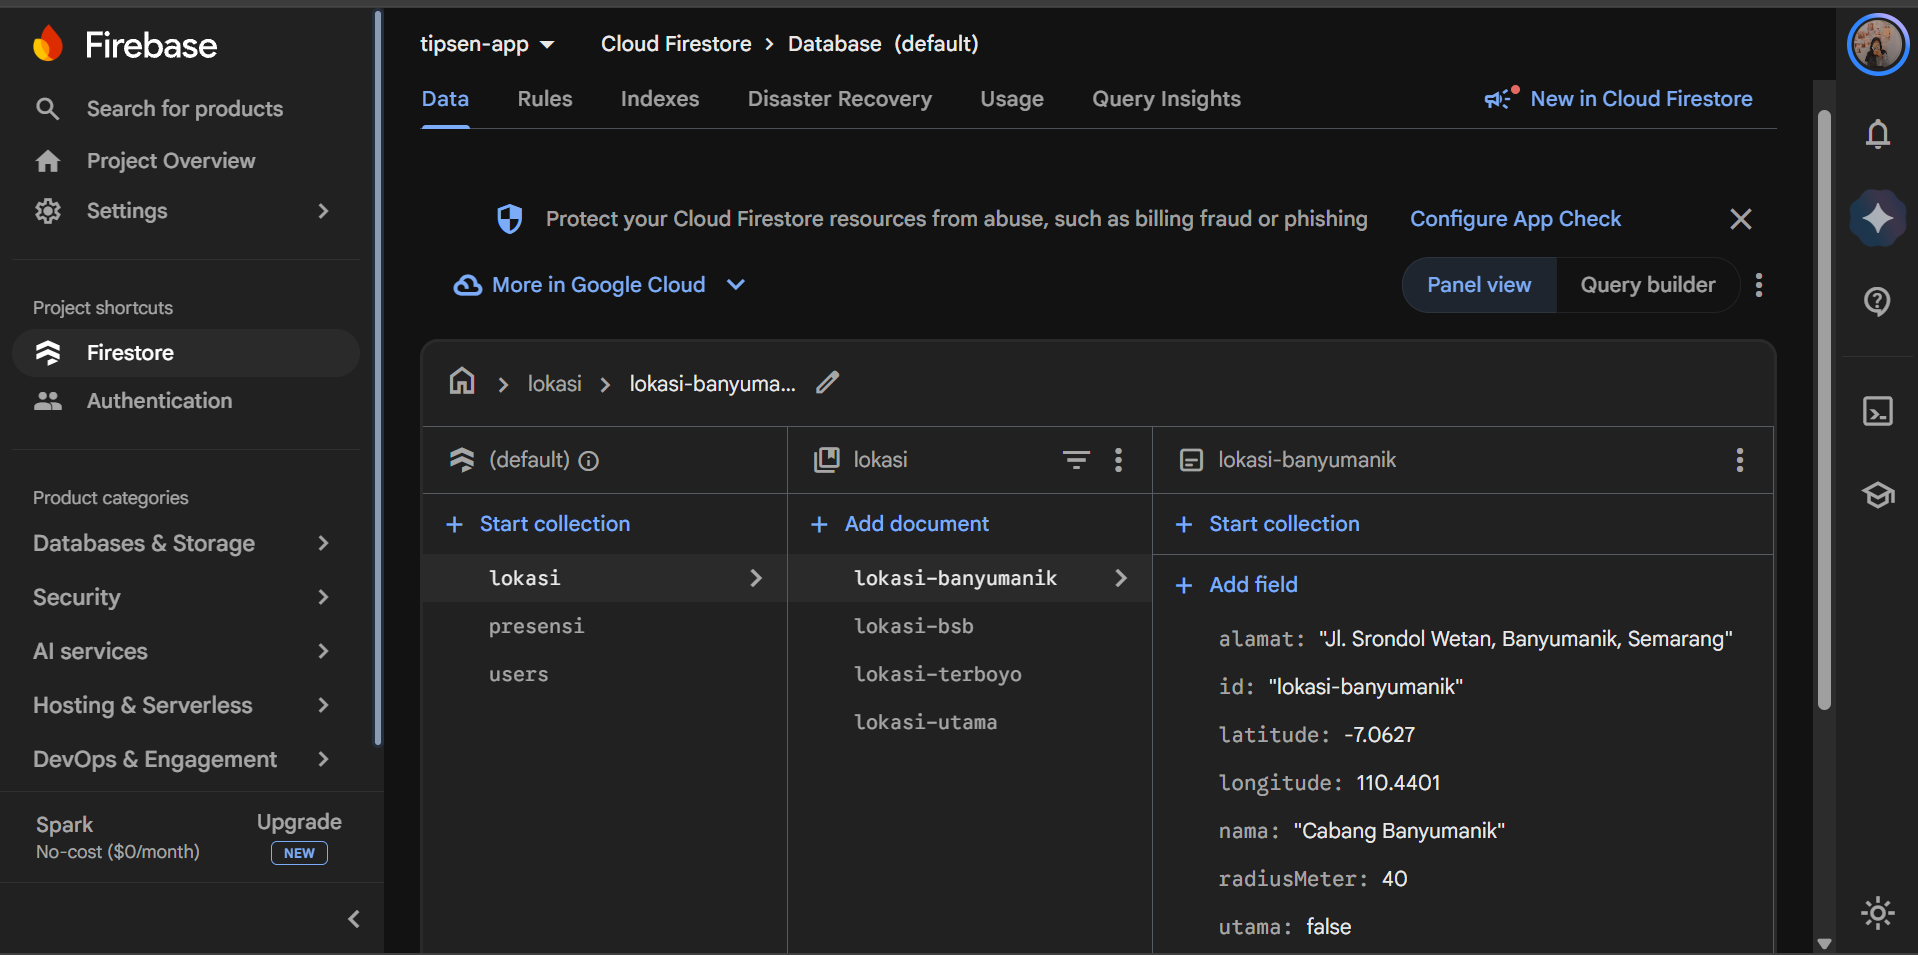 Firebase
Search for products
Project Overview
Settings
Project shortcuts
Firestore
Authentication
Product categories
Databases & Storage
Security
AI services
Hosting & Serverless
DevOps & Engagement
Spark
No-cost ($0/month)
Upgrade
NEW
tipsen-app
Cloud Firestore
Database (default)
Data
Rules
Indexes
Disaster Recovery
Usage
Query Insights
New in Cloud Firestore
Protect your Cloud Firestore resources from abuse, such as billing fraud or phishing
Configure App Check
More in Google Cloud
Panel view
Query builder
lokasi
lokasi-banyuma...
(default)
Start collection
lokasi
presensi
users
lokasi
Add document
lokasi-banyumanik
lokasi-bsb
lokasi-terboyo
lokasi-utama
lokasi-banyumanik
Start collection
Add field
alamat: "Jl. Srondol Wetan, Banyumanik, Semarang"
id: "lokasi-banyumanik"
latitude: -7.0627
longitude: 110.4401
nama: "Cabang Banyumanik"
radiusMeter: 40
utama: false